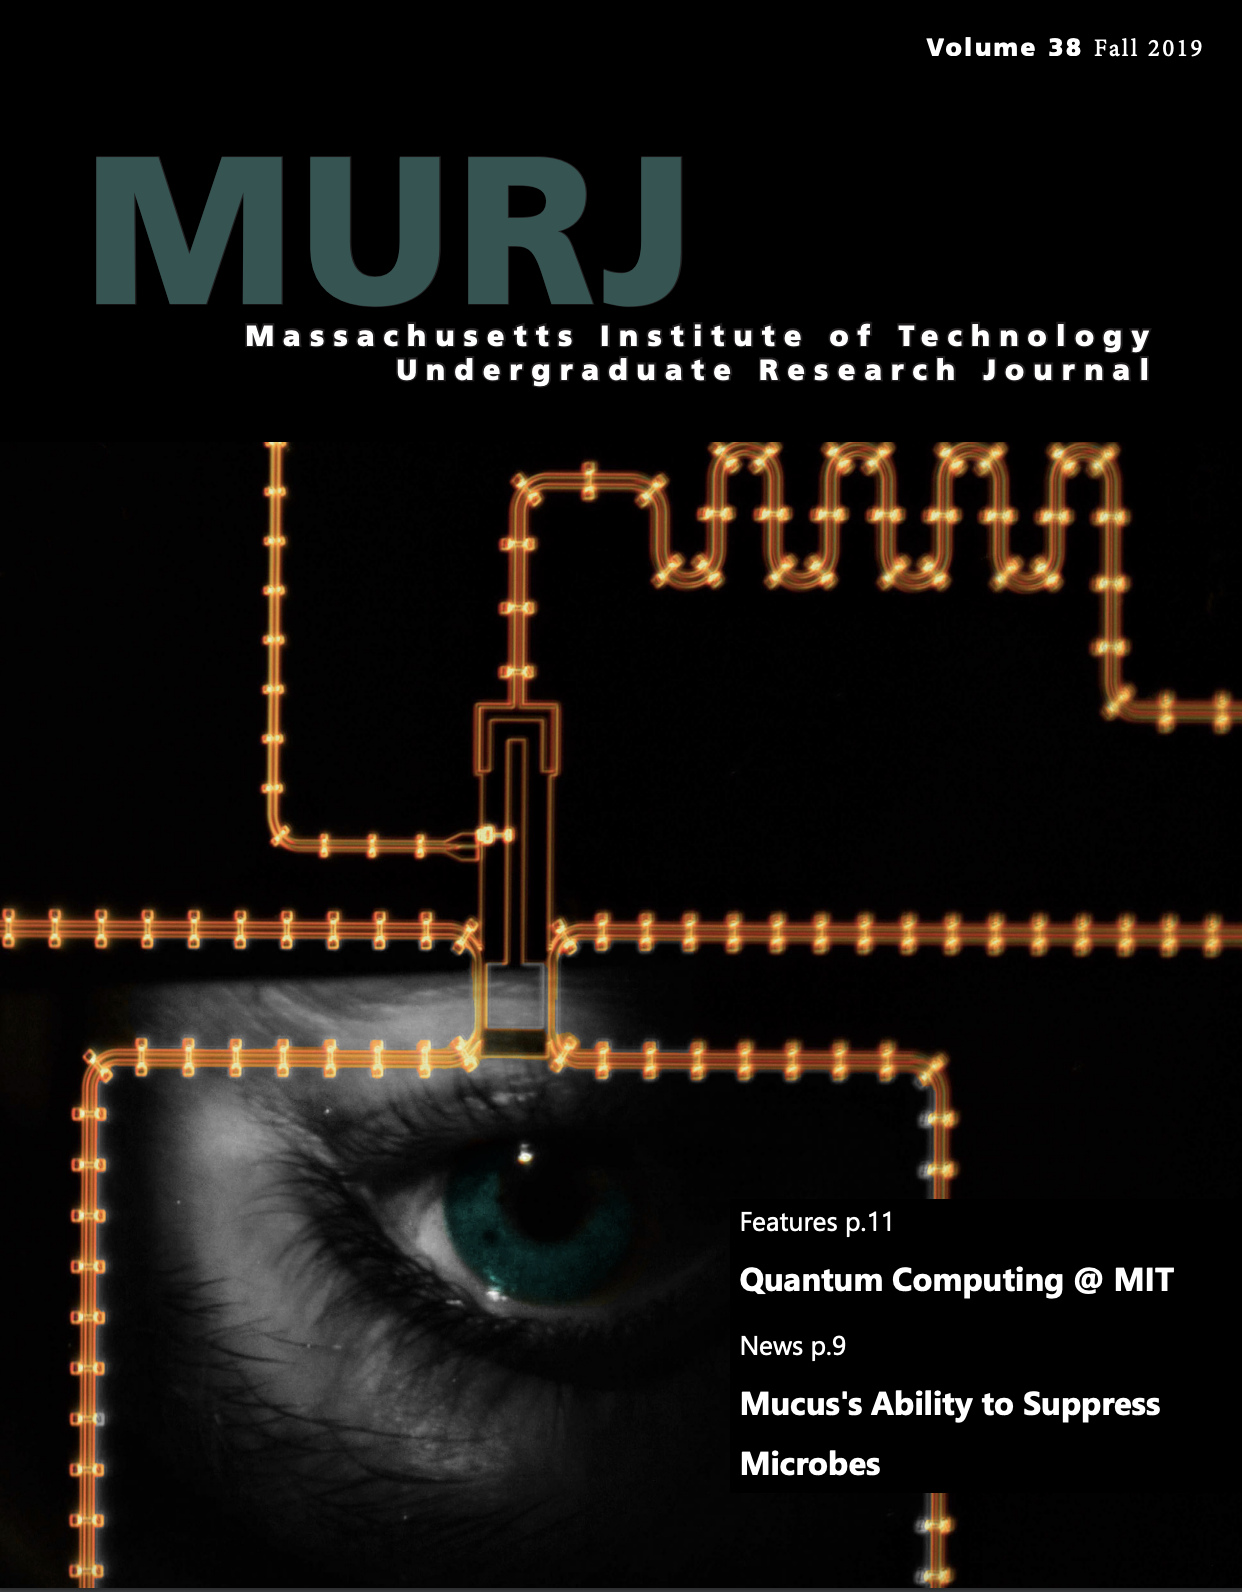 Volume 38 Fall 2019
MURJ
Massachusetts Institute of Technology
Undergraduate Research Journal
Features p.11
Quantum Computing @ MIT
News p.9
Mucus's Ability to Suppress
Microbes